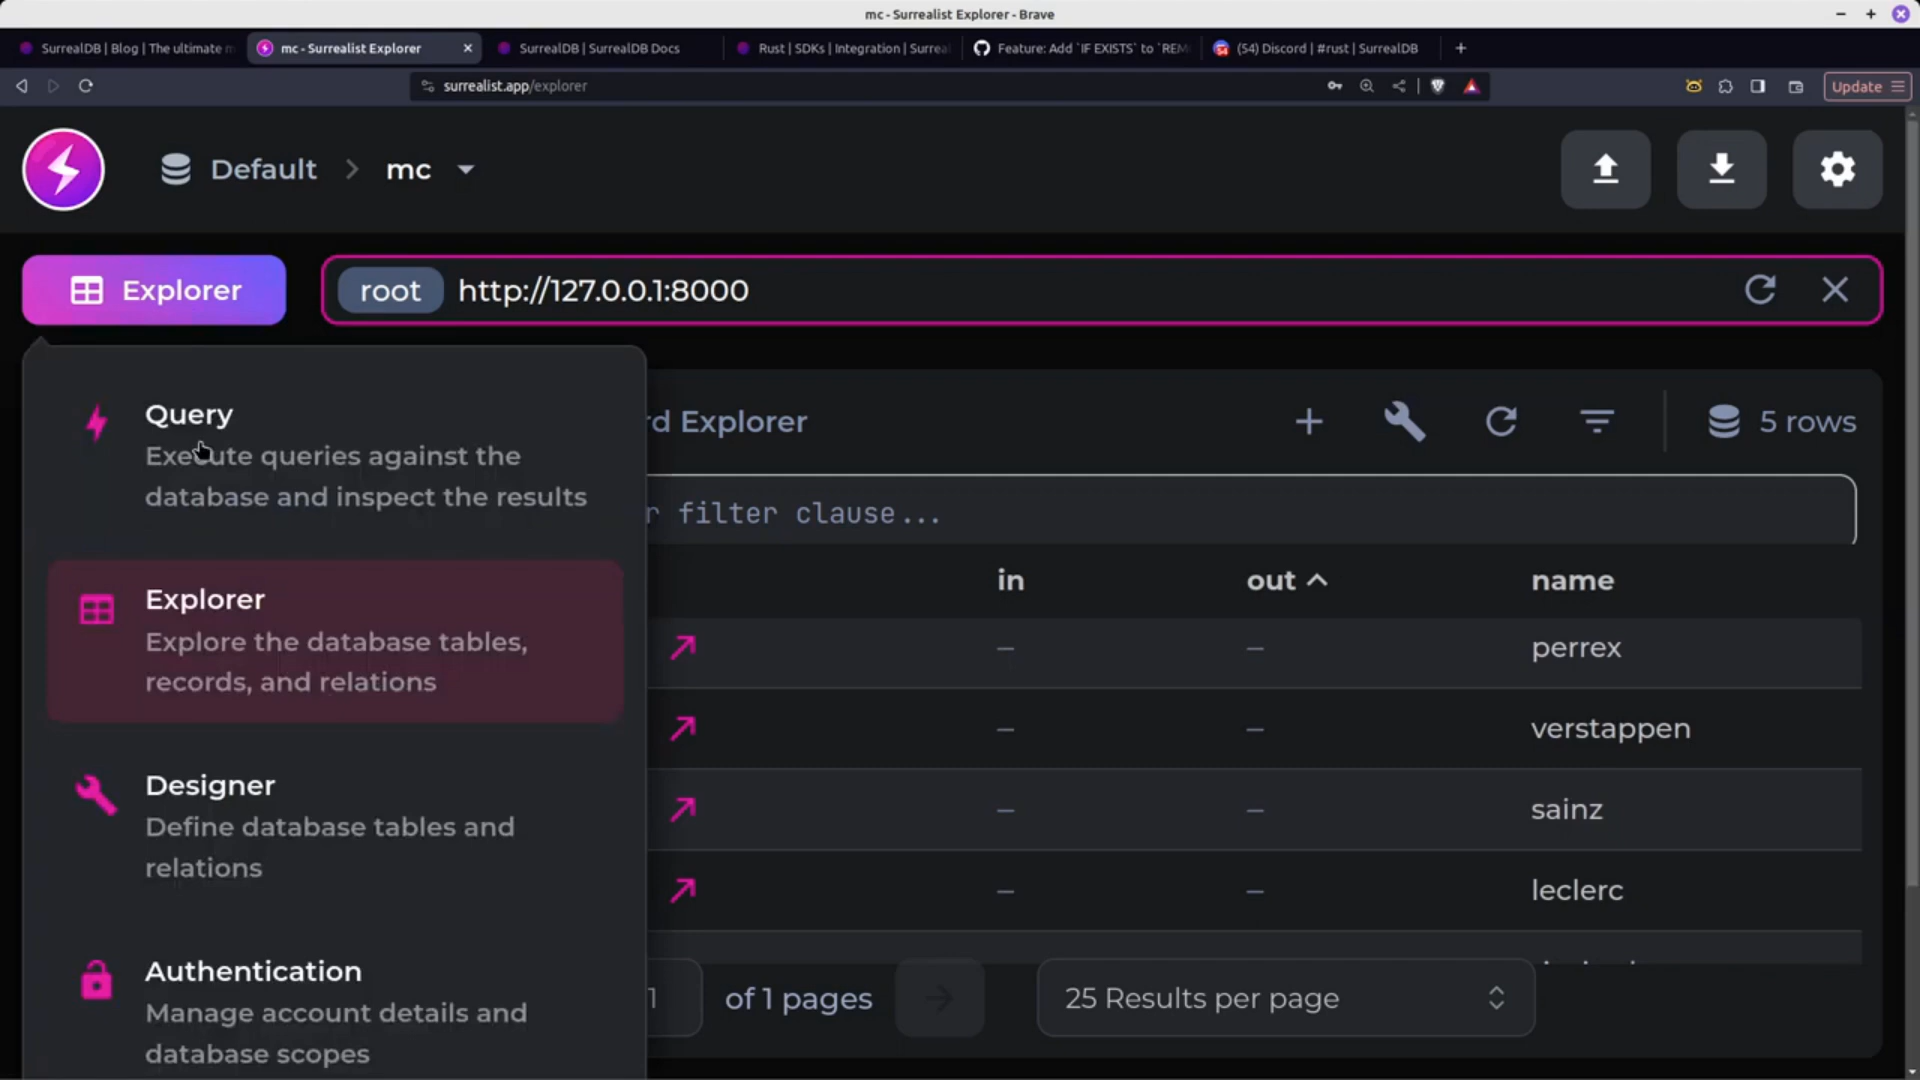 mc - Surrealist Explorer - Brave
SurrealDB | Blog | The ultimate m
mc - Surrealist Explorer
SurrealDB | SurrealDB Docs
Rust | SDKs | Integration | Surreal
Feature: Add `IF EXISTS` to `REM
(54) Discord | #rust | SurrealDB
surrealist.app/explorer
Update
Default
mc
Explorer
root
http://127.0.0.1:8000
Query
Execute queries against the
database and inspect the results
Explorer
Explore the database tables,
records, and relations
Designer
Define database tables and
relations
Authentication
Manage account details and
database scopes
rd Explorer
5 rows
r filter clause...
in
out
name
perrex
verstappen
sainz
leclerc
1
of 1 pages
25 Results per page